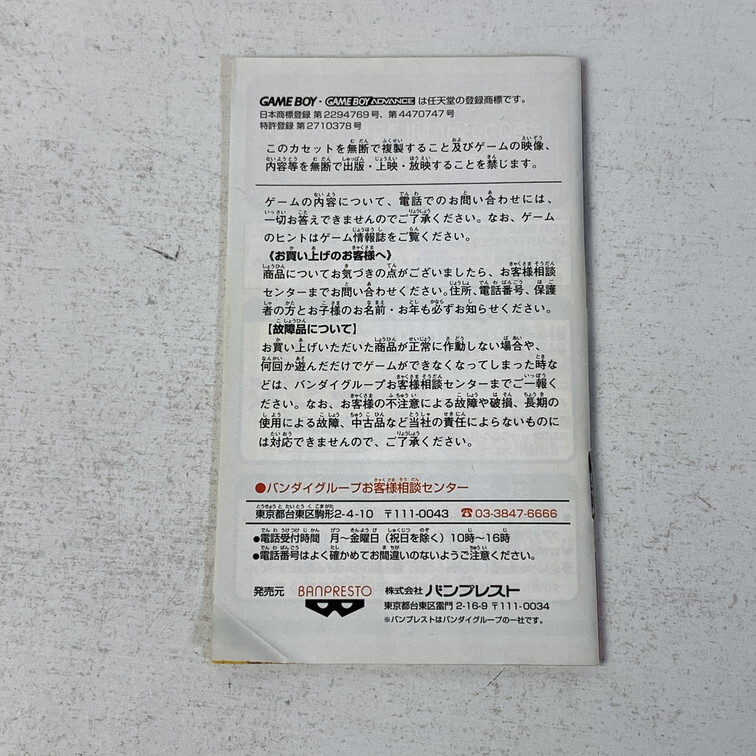 GAME BOY・GAME BOY ADVANCEは任天堂の登録商標です。
日本商標登録 第2294769号、第4470747号
特許登録 第2710378号
このカセットを無断で複製すること及びゲームの映像、
内容等を無断で出版・上映・放映することを禁じます。
ゲームの内容について、電話でのお問い合わせには、
一切お答えできませんのでご了承ください。なお、ゲーム
のヒントはゲーム情報誌をご覧ください。
《お買い上げのお客様へ》
商品についてお気づきの点がございましたら、お客様相談
センターまでお問い合わせください。住所、電話番号、保護
者の方とお子様のお名前・お年も必ずお知らせください。
【故障品について】
お買い上げいただいた商品が正常に作動しない場合や、
何回か遊んだだけでゲームができなくなってしまった時な
どは、バンダイグループお客様相談センターまでご一報く
ださい。なお、お客様の不注意による故障や破損、長期の
使用による故障、中古品など当社の責任によらないものに
は対応できませんので、ご了承ください。
●バンダイグループお客様相談センター
東京都台東区駒形2-4-10 〒111-0043 ☎03-3847-6666
●電話受付時間 月〜金曜日(祝日を除く)10時〜16時
●電話番号はよく確かめてお間違いのないようご注意ください。
発売元 BANPRESTO 株式会社 バンプレスト
東京都台東区雷門 2-16-9 〒111-0034
※バンプレストはバンダイグループの一社です。